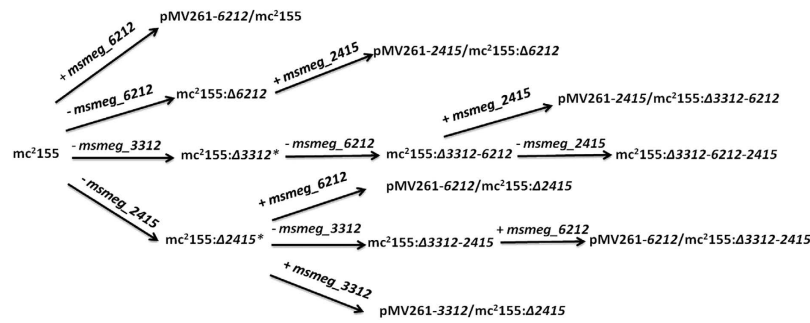 pMV261-6212/mc²155
+ msmeg_6212
+ msmeg_2415
pMV261-2415/mc²155:Δ6212
- msmeg_6212
mc²155:Δ6212
+ msmeg_2415
pMV261-2415/mc²155:Δ3312-6212
mc²155
- msmeg_3312
mc²155:Δ3312*
- msmeg_6212
mc²155:Δ3312-6212
- msmeg_2415
mc²155:Δ3312-6212-2415
- msmeg_2415
+ msmeg_6212
pMV261-6212/mc²155:Δ2415
mc²155:Δ2415*
- msmeg_3312
mc²155:Δ3312-2415
+ msmeg_6212
pMV261-6212/mc²155:Δ3312-2415
+ msmeg_3312
pMV261-3312/mc²155:Δ2415